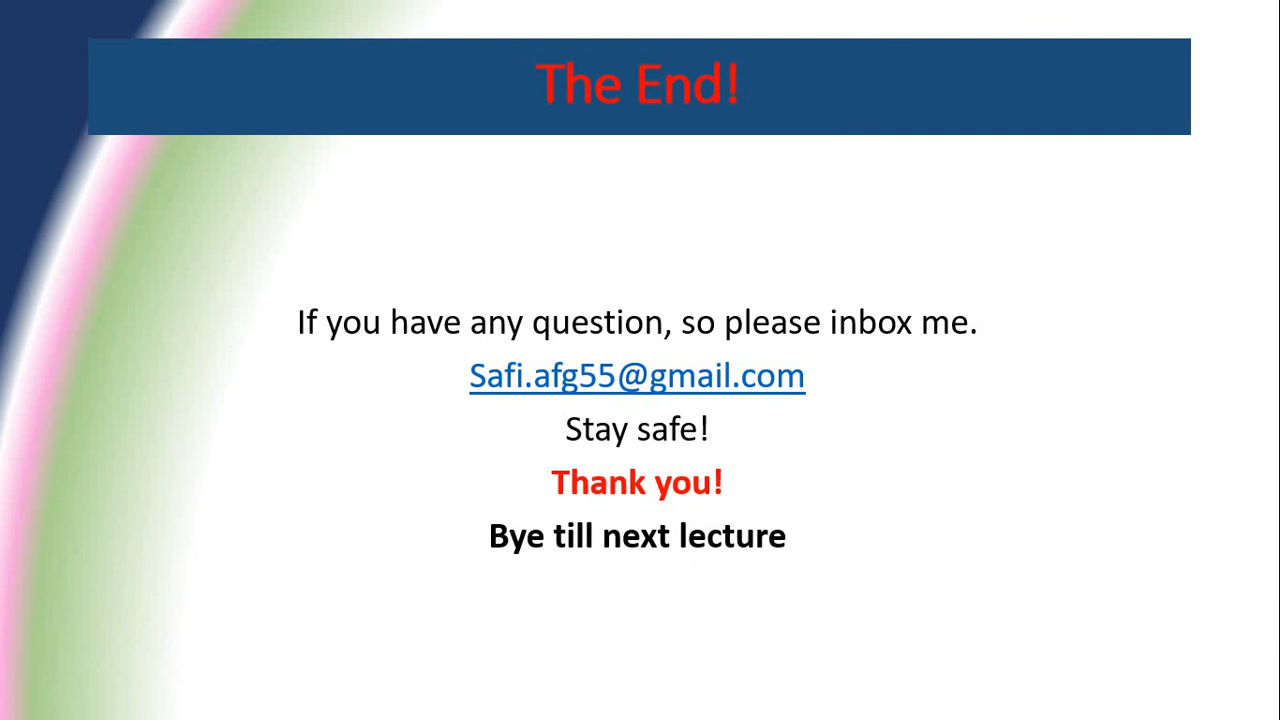 The End!
If you have any question, so please inbox me.
Safi.afg55@gmail.com
Stay safe!
Thank you!
Bye till next lecture